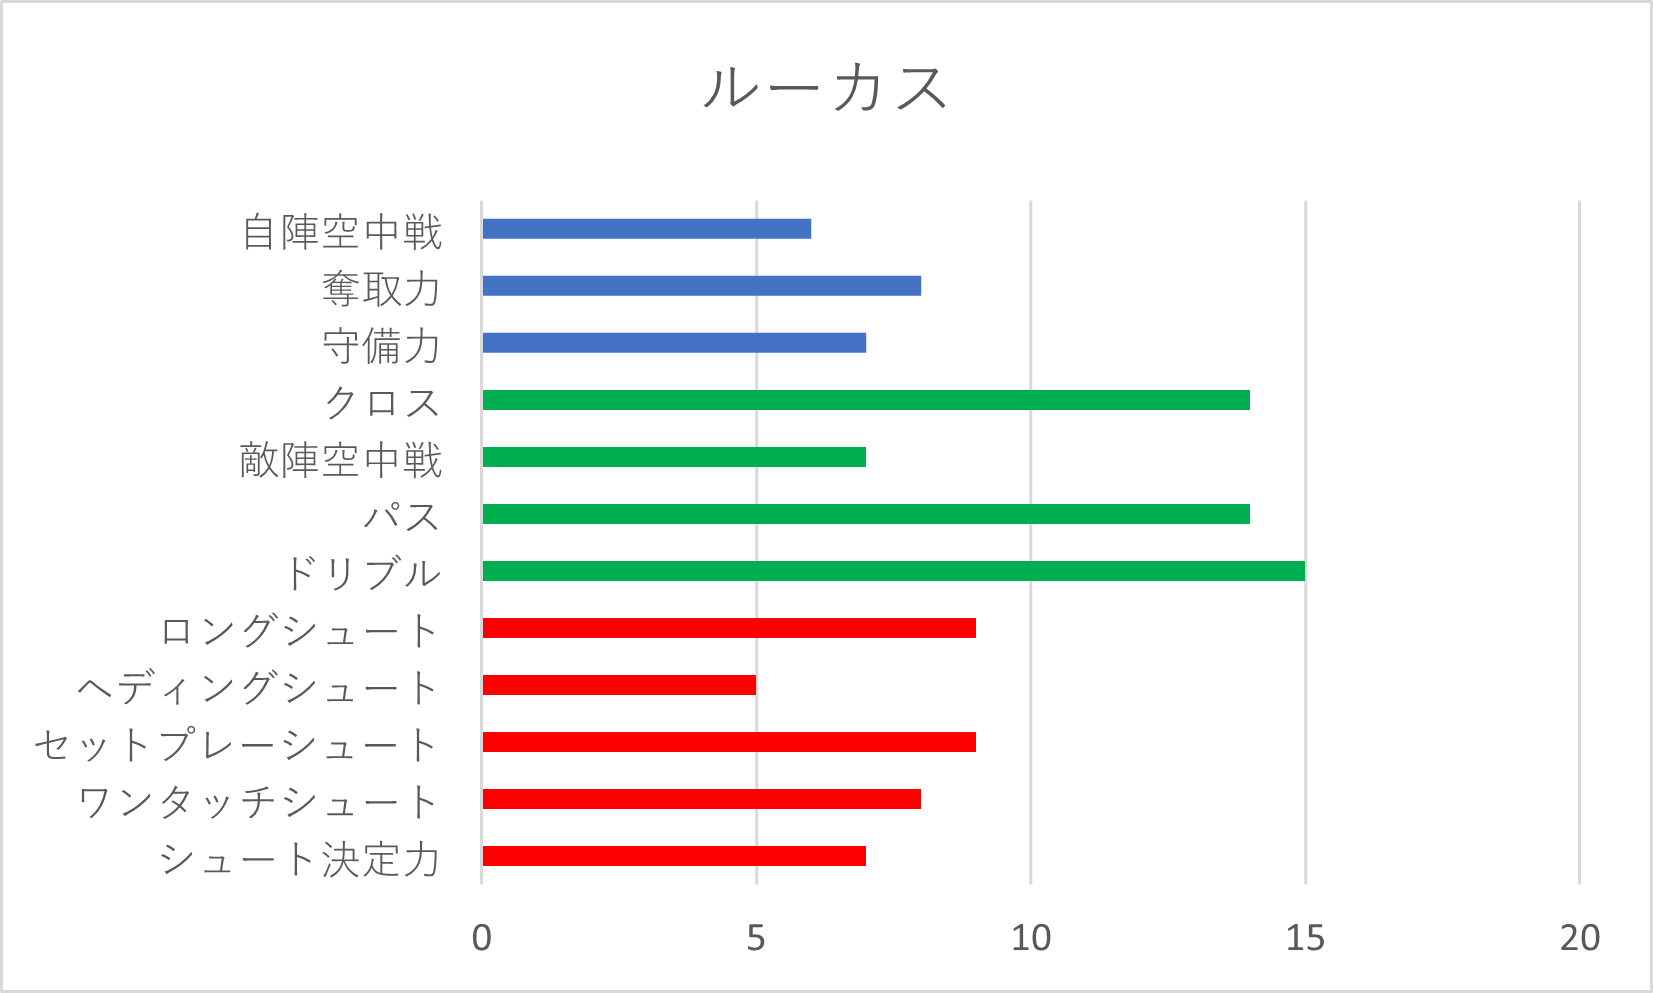 ルーカス
自陣空中戦
奪取力
守備力
クロス
敵陣空中戦
パス
ドリブル
ロングシュート
ヘディングシュート
セットプレーシュート
ワンタッチシュート
シュート決定力
0 5 10 15 20